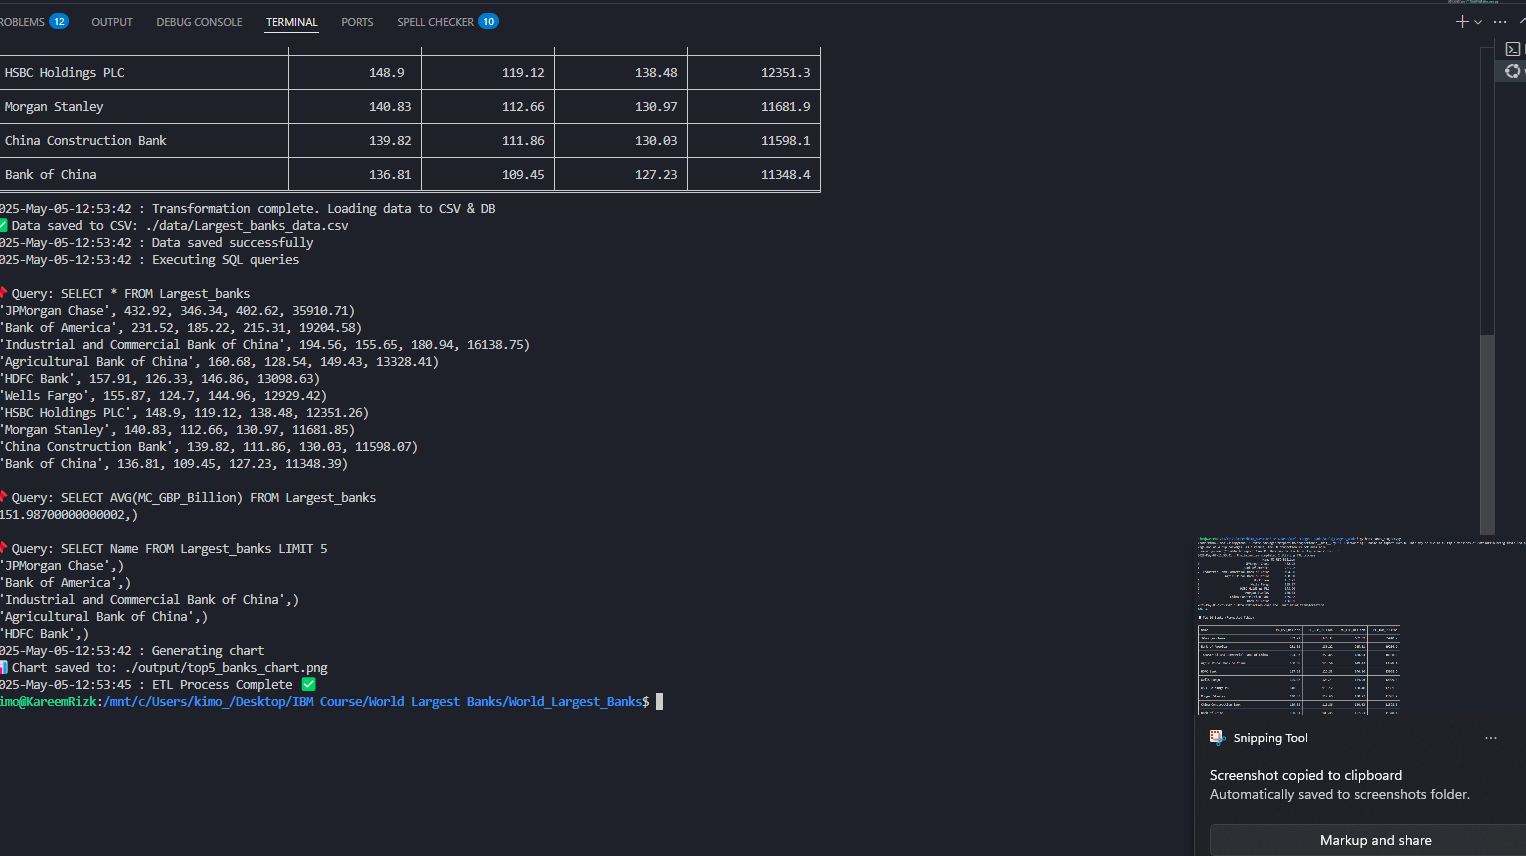 ROBLEMS 12 OUTPUT DEBUG CONSOLE TERMINAL PORTS SPELL CHECKER 10
HSBC Holdings PLC 148.9 119.12 138.48 12351.3
Morgan Stanley 140.83 112.66 130.97 11681.9
China Construction Bank 139.82 111.86 130.03 11598.1
Bank of China 136.81 109.45 127.23 11348.4
025-May-05-12:53:42 : Transformation complete. Loading data to CSV & DB
✅ Data saved to CSV: ./data/Largest_banks_data.csv
025-May-05-12:53:42 : Data saved successfully
025-May-05-12:53:42 : Executing SQL queries
📌 Query: SELECT * FROM Largest_banks
'JPMorgan Chase', 432.92, 346.34, 402.62, 35910.71)
'Bank of America', 231.52, 185.22, 215.31, 19204.58)
'Industrial and Commercial Bank of China', 194.56, 155.65, 180.94, 16138.75)
'Agricultural Bank of China', 160.68, 128.54, 149.43, 13328.41)
'HDFC Bank', 157.91, 126.33, 146.86, 13098.63)
'Wells Fargo', 155.87, 124.7, 144.96, 12929.42)
'HSBC Holdings PLC', 148.9, 119.12, 138.48, 12351.26)
'Morgan Stanley', 140.83, 112.66, 130.97, 11681.85)
'China Construction Bank', 139.82, 111.86, 130.03, 11598.07)
'Bank of China', 136.81, 109.45, 127.23, 11348.39)
📌 Query: SELECT AVG(MC_GBP_Billion) FROM Largest_banks
151.98700000000002,)
📌 Query: SELECT Name FROM Largest_banks LIMIT 5
'JPMorgan Chase',)
'Bank of America',)
'Industrial and Commercial Bank of China',)
'Agricultural Bank of China',)
'HDFC Bank',)
025-May-05-12:53:42 : Generating chart
📊 Chart saved to: ./output/top5_banks_chart.png
025-May-05-12:53:45 : ETL Process Complete ✅
imo@KareemRizk:/mnt/c/Users/kimo_/Desktop/IBM Course/World Largest Banks/World_Largest_Banks$
Snipping Tool
Screenshot copied to clipboard
Automatically saved to screenshots folder.
Markup and share